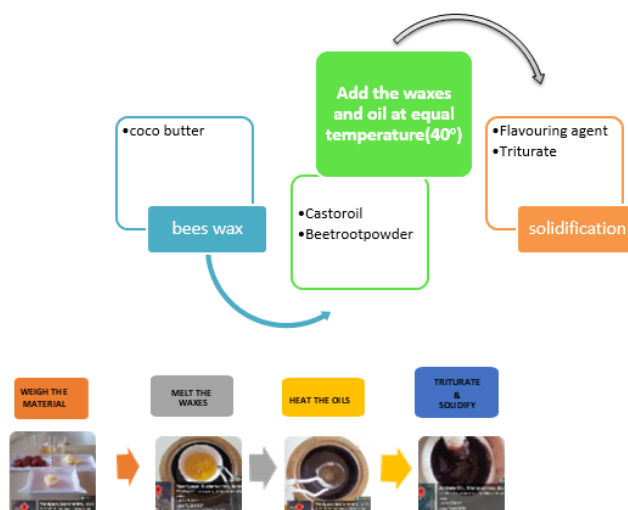 •coco butter
bees wax
Add the waxes
and oil at equal
temperature(40º)
•Castoroil
•Beetrootpowder
•Flavouring agent
•Triturate
solidification
WEIGH THE
MATERIAL
MELT THE
WAXES
HEAT THE OILS
TRITURATE
&
SOLIDIFY